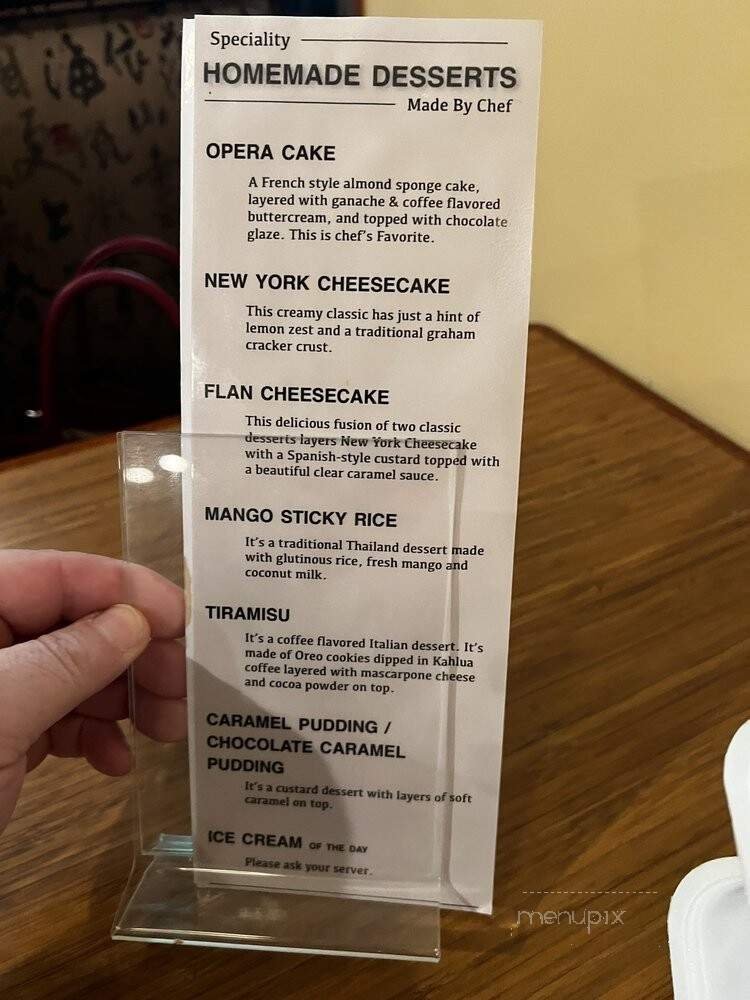 Speciality
HOMEMADE DESSERTS
Made By Chef
OPERA CAKE
A French style almond sponge cake,
layered with ganache & coffee flavored
buttercream, and topped with chocolate
glaze. This is chef's Favorite.
NEW YORK CHEESECAKE
This creamy classic has just a hint of
lemon zest and a traditional graham
cracker crust.
FLAN CHEESECAKE
This delicious fusion of two classic
desserts layers New York Cheesecake
with a Spanish-style custard topped with
a beautiful clear caramel sauce.
MANGO STICKY RICE
It's a traditional Thailand dessert made
with glutinous rice, fresh mango and
coconut milk.
TIRAMISU
It's a coffee flavored Italian dessert. It's
made of Oreo cookies dipped in Kahlua
coffee layered with mascarpone cheese
and cocoa powder on top.
CARAMEL PUDDING /
CHOCOLATE CARAMEL
PUDDING
It's a custard dessert with layers of soft
caramel on top.
ICE CREAM OF THE DAY
Please ask your server.
menupix